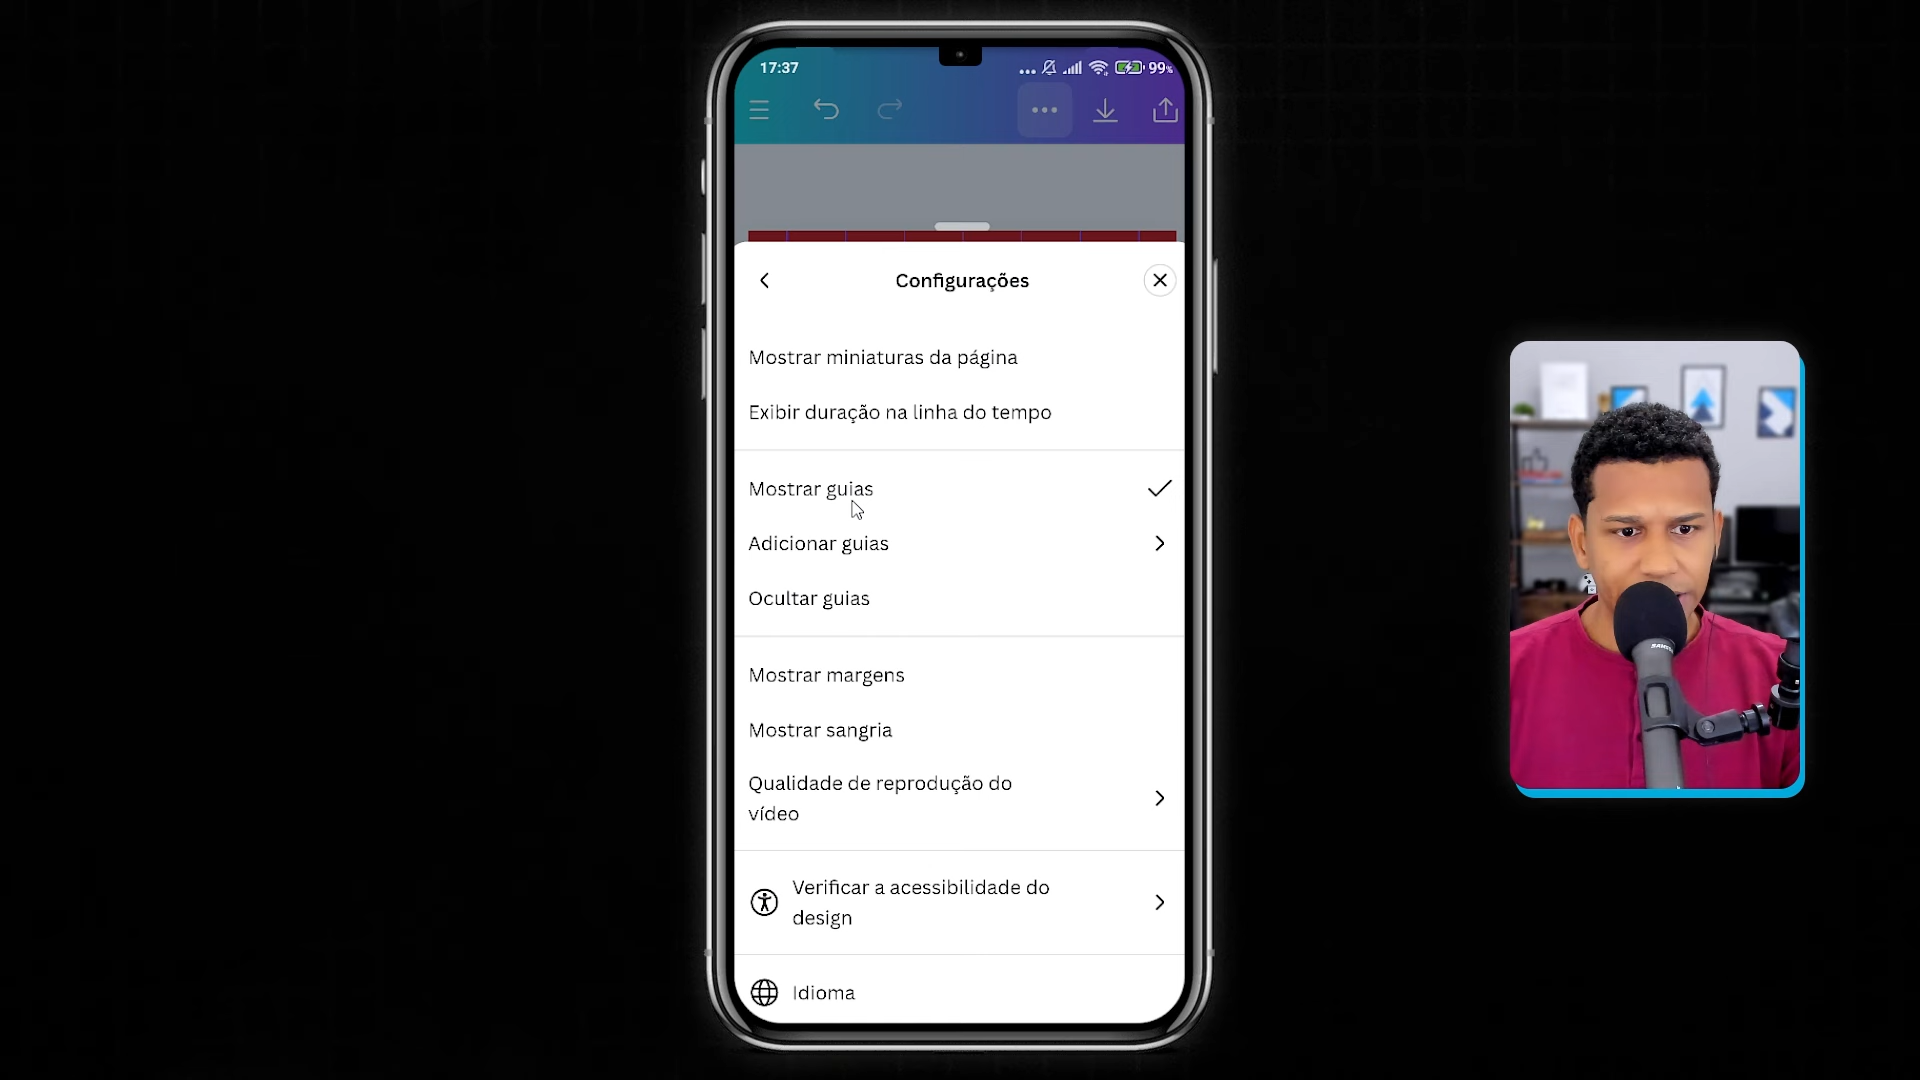 17:37
99%
Configurações
Mostrar miniaturas da página
Exibir duração na linha do tempo
Mostrar guias
Adicionar guias
Ocultar guias
Mostrar margens
Mostrar sangria
Qualidade de reprodução do
vídeo
Verificar a acessibilidade do
design
Idioma